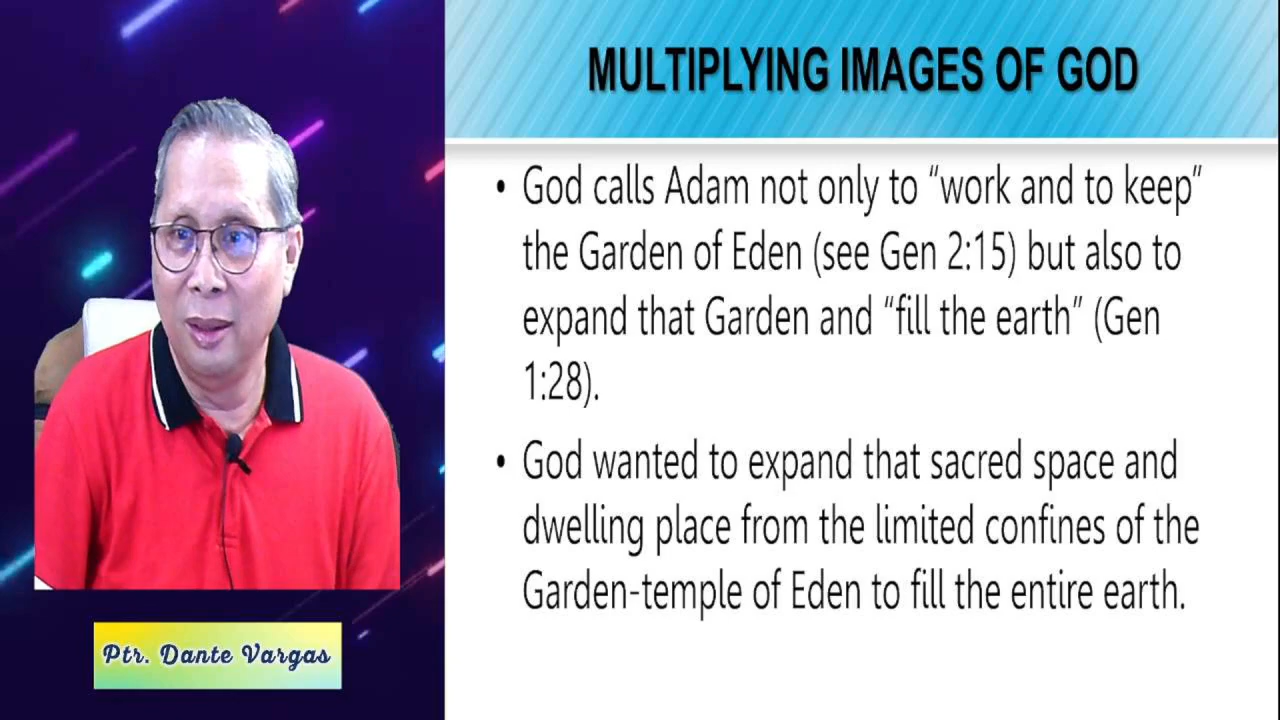 MULTIPLYING IMAGES OF GOD
• God calls Adam not only to “work and to keep”
the Garden of Eden (see Gen 2:15) but also to
expand that Garden and “fill the earth” (Gen
1:28).
• God wanted to expand that sacred space and
dwelling place from the limited confines of the
Garden-temple of Eden to fill the entire earth.
Ptr. Dante Vargas